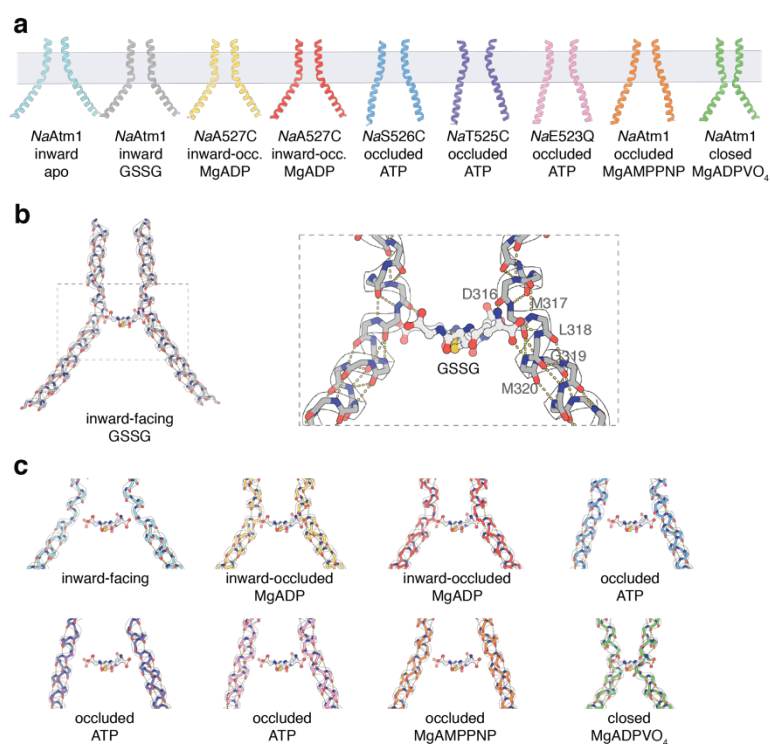 a
NaAtm1 inward apo
NaAtm1 inward GSSG
NaA527C inward-occ. MgADP
NaA527C inward-occ. MgADP
NaS526C occluded ATP
NaT525C occluded ATP
NaE523Q occluded ATP
NaAtm1 occluded MgAMPPNP
NaAtm1 closed MgADPVO₄
b
inward-facing
GSSG
D316
M317
L318
G319
M320
GSSG
c
inward-facing
inward-occluded
MgADP
inward-occluded
MgADP
occluded
ATP
occluded
ATP
occluded
ATP
occluded
MgAMPPNP
closed
MgADPVO₄